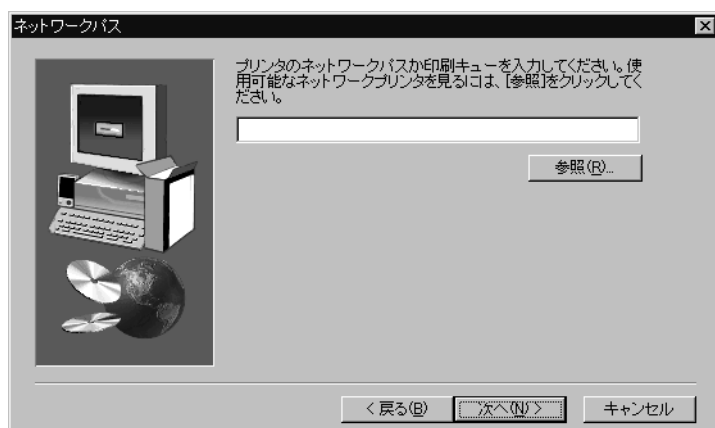 ネットワークパス
プリンタのネットワークパスか印刷キューを入力してください。使
用可能なネットワークプリンタを見るには、[参照]をクリックしてく
ださい。
参照(R)...
< 戻る(B)
次へ(N) >
キャンセル